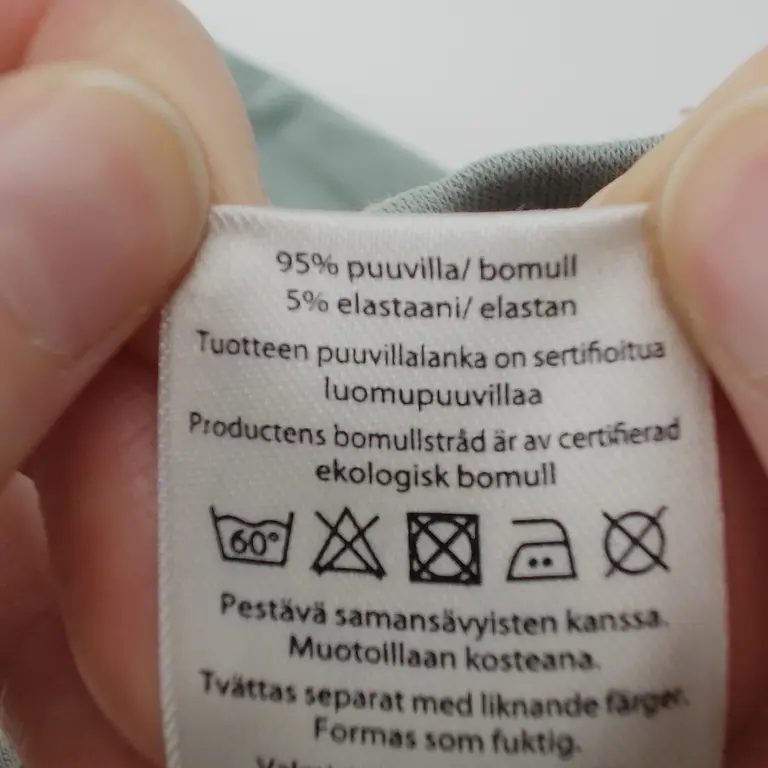 95% puuvilla/ bomull
5% elastaani/ elastan
Tuotteen puuvillalanka on sertifioitua
luomupuuvillaa
Productens bomullstråd är av certifierad
ekologisk bomull
60°
Pestävä samansävyisten kanssa.
Muotoillaan kosteana.
Tvättas separat med liknande färger.
Formas som fuktig.